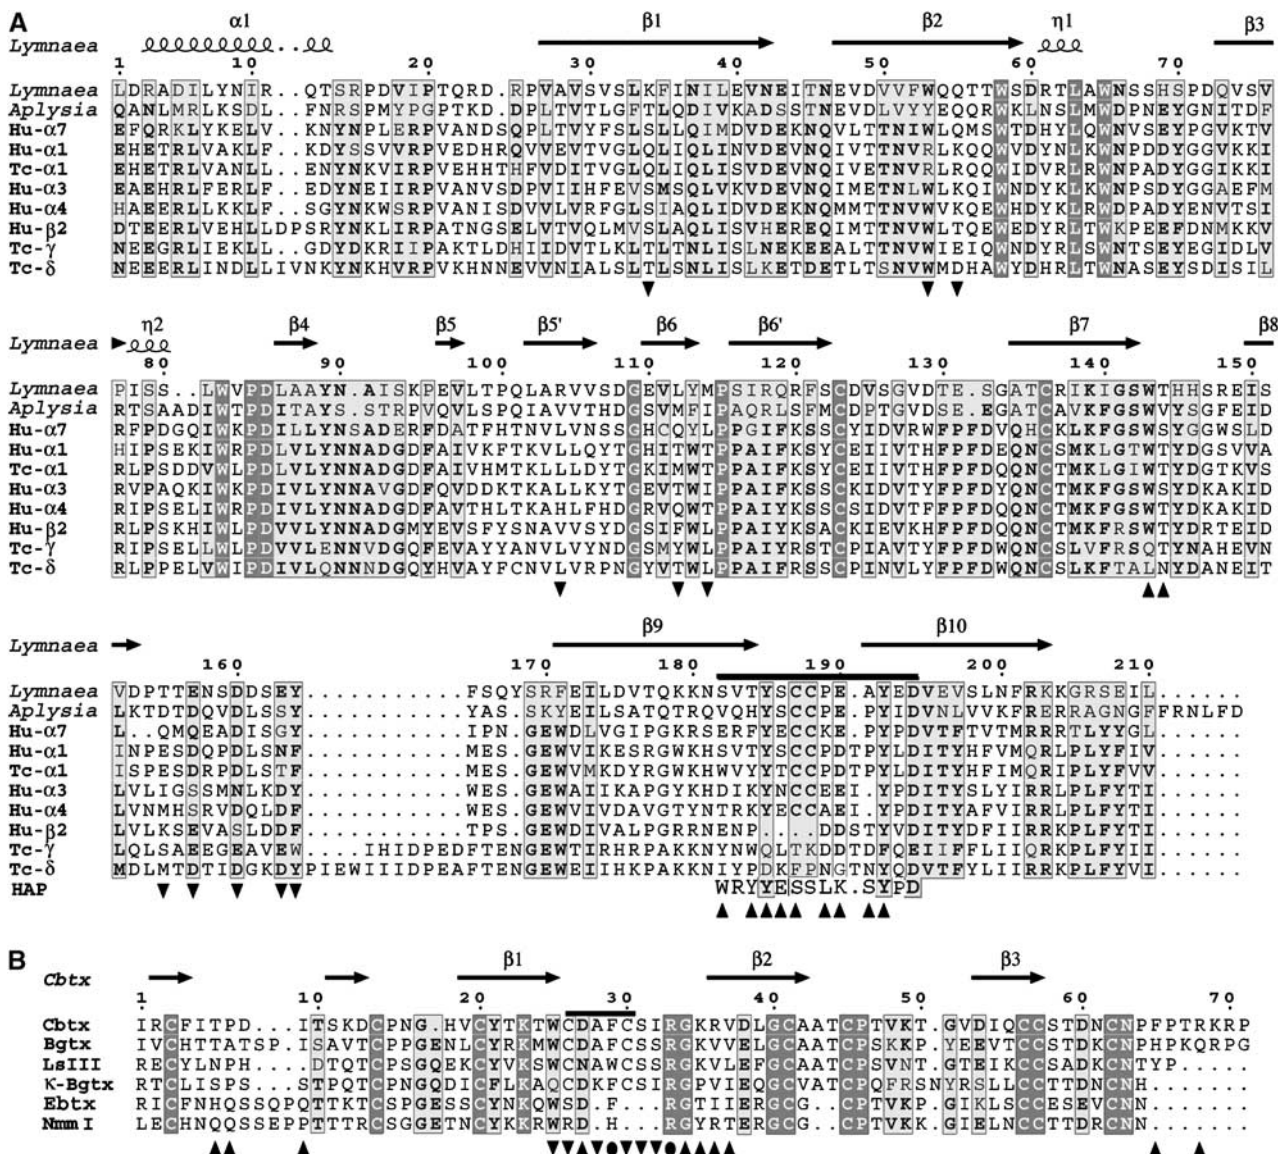 A
α1 β1 β2 η1 β3
Lymnaea
1 10 20 30 40 50 60 70
Lymnaea LDRADILYNIR..QTSRPDVIPTQRD.RPVAVSVSLKFINILEVNEITNEVDVVFWQQTTWSDRTLAWNSSHSPDQVSV
Aplysia QANLMRLKSDL..FNRSPMYPGPTKDDPLTVTLGFTLQDIVKADSSTNEVDLVYYEQQRWKLNSLMWDPNEYGNITDF
Hu-α7 EFQRKLYKELV..KNYNPLERPVANDSQPLTVYFSLSLLQIMDVDEKNQVLTTNIWLQMSWTDHYLQWNVSEYPGVKTV
Hu-α1 EHETRLVAKLF..KDYSSVVRPVEDHRQVVEVTVGLQLIQLINVDEVNQIVTTNVRLKQQWVDYNLKWNPDDYGGVKKI
Tc-α1 EHETRLVANLL..ENYNKVIRPVEHHTHFVDITVGLQLIQLINVDEVNQIVETNVRLRQQWIDVRLRWNPADYGGIKKI
Hu-α3 EAEHRLFERLF..EDYNEIIRPVANVSDPVIIHFEVSMSQLVKVDEVNQIMETNLWLKQIWNDYKLKWNPSDYGGAEFM
Hu-α4 HAEERLLKKLF..SGYNKWSRPVANISDVVLVRFGLSIAQLIDVDEKNQMMTTNVWVKQEWHDYKLRWDPADYENVTSI
Hu-β2 DTEERLVEHLLDPSRYNKLIRPATNGSELVTVQLMVSLAQLISVHEREQIMTTNVWLTQEWEDYRLTWKPEEFDNMKKV
Tc-γ NEEGRLIEKLL..GDYDKRIIPAKTLDHIIDVTLKLTLTNLISLNEKEEALTTNVWIEIQWNDYRLSWNTSEYEGIDLV
Tc-δ NEEERLINDLLIVNKYNKHVRPVKHNNEVVNIALSLTLSNLISLKETDETLTSNVWMDHAWYDHRLTWNASEYSDISIL
η2 β4 β5 β5' β6 β6' β7 β8
Lymnaea
80 90 100 110 120 130 140 150
Lymnaea PISS..LWVPDLAAYN.AISKPEVLTPQLARVVSDGEVLYMPSIRQRFSCDVSGVDTE.SGATCRIKIGSWTHHSREIS
Aplysia RTSAADIWTPDITAYS.STRPVQVLSPQIAVVTHDGSVMFIPAQRLSFMCDPTGVDSE.EGATCAVKFGSWVYSGFEID
Hu-α7 RFPDGQIWKPDILLYNSADERFDATFHTNVLVNSSGHCQYLPPGIFKSSCYIDVRWFPFDVQHCKLKFGSWSYGGWSLD
Hu-α1 HIPSEKIWRPDLVLYNNADGDFAIVKFTKVLLQYTGHITWTPPAIFKSYCEIIVTHFPFDEQNCSMKLGTWTYDGSVVA
Tc-α1 RLPSDDVWLPDLVLYNNADGDFAIVHMTKLLLDYTGKIMWTPPAIFKSYCEIIVTHFPFDQQNCTMKLGIWTYDGTKVS
Hu-α3 RVPAQKIWKPDIVLYNNAVGDFQVDDKTKALLKYTGEVTWIPPAIFKSSCKIDVTYFPFDYQNCTMKFGSWSYDKAKID
Hu-α4 RIPSELIWRPDIVLYNNADGDFAVTHLTKAHLFHDGRVQWTPPAIYKSSCSIDVTFFPFDQQNCTMKFGSWTYDKAKID
Hu-β2 RLPSKHIWLPDVVLYNNADGMYEVSFYSNAVVSYDGSIFWLPPAIYKSACKIEVKHFPFDQQNCTMKFRSWTYDRTEID
Tc-γ RIPSELLWLPDVVLENNVDGQFEVAYYANVLVYNDGSMYWLPPAIYRSTCPIAVTYFPFDWQNCSLVFRSQTYNAHEVN
Tc-δ RLPPELVWIPDIVLQNNNDGQYHVAYFCNVLVRPNGYVTWLPPAIFRSSCPINVLYFPFDWQNCSLKFTALNYDANEIT
β9 β10
Lymnaea
160 170 180 190 200 210
Lymnaea VDPTTENSDDSEY...........FSQYSRFEILDVTQKKNSVTYSCCPE.AYEDVEVSLNFRKKGRSEIL......
Aplysia LKTDTDQVDLSSY...........YAS.SKYEILSATQTRQVQHYSCCPE.PYIDVNLVVKFRERRAGNGFFRNLFD
Hu-α7 L..QMQEADISGY...........IPN.GEWDLVGIPGKRSERFYECCKE.PYPDVTFTVTMRRRTLYYGL......
Hu-α1 INPESDQPDLSNF...........MES.GEWVIKESRGWKHSVTYSCCPDTPYLDITYHFVMQRLPLYFIV......
Tc-α1 ISPESDRPDLSTF...........MES.GEWVMKDYRGWKHWVYYTCCPDTPYLDITYHFIMQRIPLYFVV......
Hu-α3 LVLIGSSMNLKDY...........WES.GEWAIIKAPGYKHDIKYNCCEEI.YPDITYSLYIRRLPLFYTI......
Hu-α4 LVNMHSRVDQLDF...........WES.GEWVIVDAVGTYNTRKYECCAEI.YPDITYAFVIRRLPLFYTI......
Hu-β2 LVLKSEVASLDDF...........TPS.GEWDIVALPGRRNENP...DDSTYVDITYDFIIRRKPLFYTI......
Tc-γ LQLSAEEGEAVEW....IHIDPEDFTENGEWTIRHRPAKKNYNWQLTKDDTDFQEIIFFLIIQRKPLFYII......
Tc-δ MDLMTDTIDGKDYPIEWIIIDPEAFTENGEWEIIHKPAKKNIYPDKFPNGTNYQDVTFYLIIRRKPLFYVI......
HAP WRYYESSLK.SYPD
B
β1 β2 β3
Cbtx
1 10 20 30 40 50 60 70
Cbtx IRCFITPD...ITSKDCPNG.HVCYTKTWCDAFCSIRGKRVDLGCAATCPTVKT.GVDIQCCSTDNCNPFPTRKRP
Bgtx IVCHTTATSP.ISAVTCPPGENLCYRKMWCDAFCSSRGKVVELGCAATCPSKKP.YEEVTCCSTDKCNPHPKQRPG
LsIII RECYLNPH...DTQTCPSGQEKCYVKSWCNAWCSSRGKVLEFGCAATCPSVNT.GTEIKCCSADKCNTYP.....
K-Bgtx RTCLISPS...STPQTCPNGQDICFLKAQCDKFCSIRGPVIEQGCVATCPQFRSNYRSLLCCTTDNCNH.......
Ebtx RICFNHQSSQPQTTKTCSPGESSCYNKQWSD.F...RGTIIERGCG..CPTVKP.GIKLSCCESEVCNN.......
Nmm I LECHNQQSSEPPTTTRCSGGETNCYKKRWRD.H...RGYRTERGCG..CPTVKK.GIELNCCTTDRCNN.......